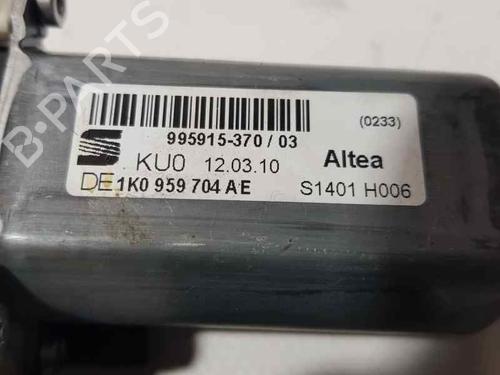 995915-370 / 03
(0233)
KU0 12.03.10
Altea
DE 1K0 959 704 AE
S1401 H006
B-PARTS